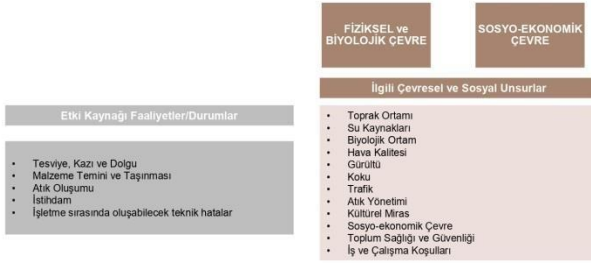 FİZİKSEL ve
BİYOLOJİK ÇEVRE
SOSYO-EKONOMİK
ÇEVRE
İlgili Çevresel ve Sosyal Unsurlar
Etki Kaynağı Faaliyetler/Durumlar
• Tesviye, Kazı ve Dolgu
• Malzeme Temini ve Taşınması
• Atık Oluşumu
• İstihdam
• İşletme sırasında oluşabilecek teknik hatalar
• Toprak Ortamı
• Su Kaynakları
• Biyolojik Ortam
• Hava Kalitesi
• Gürültü
• Koku
• Trafik
• Atık Yönetimi
• Kültürel Miras
• Sosyo-ekonomik Çevre
• Toplum Sağlığı ve Güvenliği
• İş ve Çalışma Koşulları